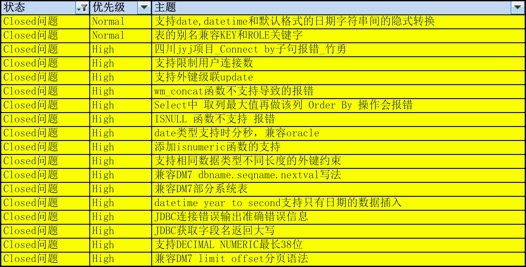 状态 优先级 主题
Closed问题 Normal 支持date,datetime和默认格式的日期字符串间的隐式转换
Closed问题 Normal 表的别名兼容KEY和ROLE关键字
Closed问题 High 四川jyj项目_Connect by子句报错_竹勇
Closed问题 High 支持限制用户连接数
Closed问题 High 支持外键级联update
Closed问题 High wm_concat函数不支持导致的报错
Closed问题 High Select中 取列最大值再做该列 Order By 操作会报错
Closed问题 High ISNULL 函数不支持 报错
Closed问题 High date类型支持时分秒，兼容oracle
Closed问题 High 添加isnumeric函数的支持
Closed问题 High 支持相同数据类型不同长度的外键约束
Closed问题 High 兼容DM7 dbname.seqname.nextval写法
Closed问题 High 兼容DM7部分系统表
Closed问题 High datetime year to second支持只有日期的数据插入
Closed问题 High JDBC连接错误输出准确错误信息
Closed问题 High JDBC获取字段名返回大写
Closed问题 High 支持DECIMAL NUMERIC最长38位
Closed问题 High 兼容DM7 limit offset分页语法